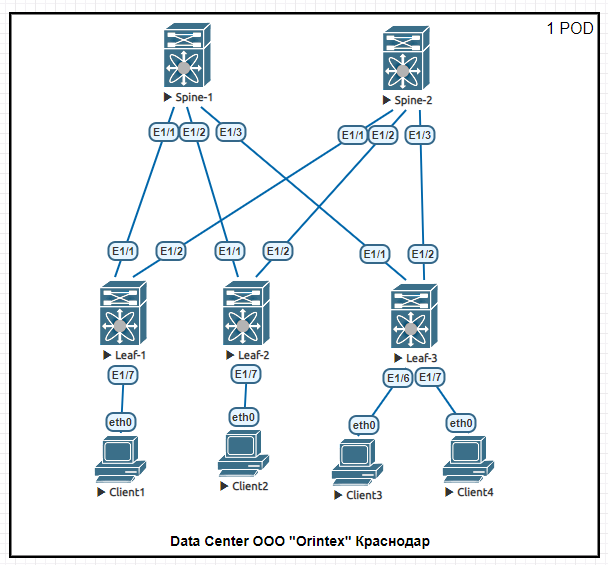 1 POD
Spine-1
Spine-2
E1/1 E1/2 E1/3
E1/1 E1/2 E1/3
E1/1 E1/2 E1/1 E1/2 E1/1 E1/2
Leaf-1
Leaf-2
Leaf-3
E1/7
E1/7
E1/6 E1/7
eth0
eth0
eth0
eth0
Client1
Client2
Client3
Client4
Data Center ООО "Orintex" Краснодар